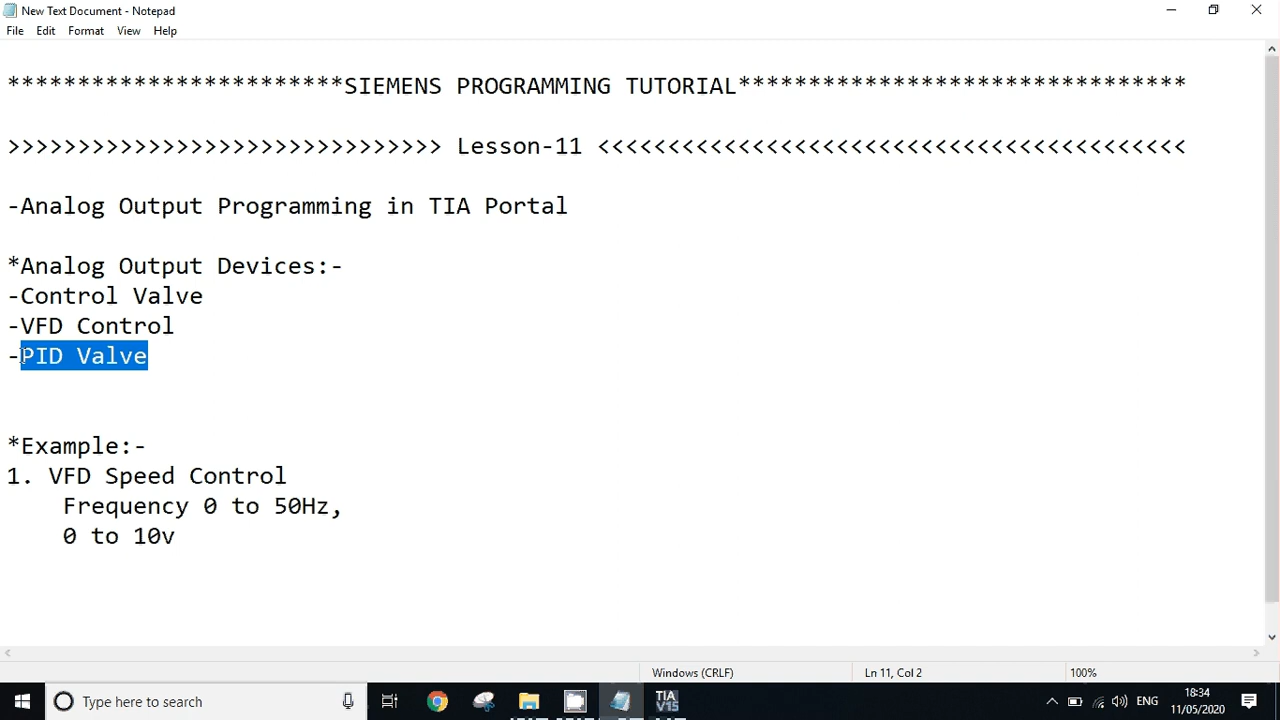 New Text Document - Notepad
File Edit Format View Help
************************SIEMENS PROGRAMMING TUTORIAL********************************
>>>>>>>>>>>>>>>>>>>>>>>>>>>>>>> Lesson-11 <<<<<<<<<<<<<<<<<<<<<<<<<<<<<<<<<<<<<<<<<<
-Analog Output Programming in TIA Portal
*Analog Output Devices:-
-Control Valve
-VFD Control
-PID Valve
*Example:-
1. VFD Speed Control
Frequency 0 to 50Hz,
0 to 10v
Windows (CRLF) Ln 11, Col 2 100%
Type here to search
TIA
V15
ENG
18:34
11/05/2020